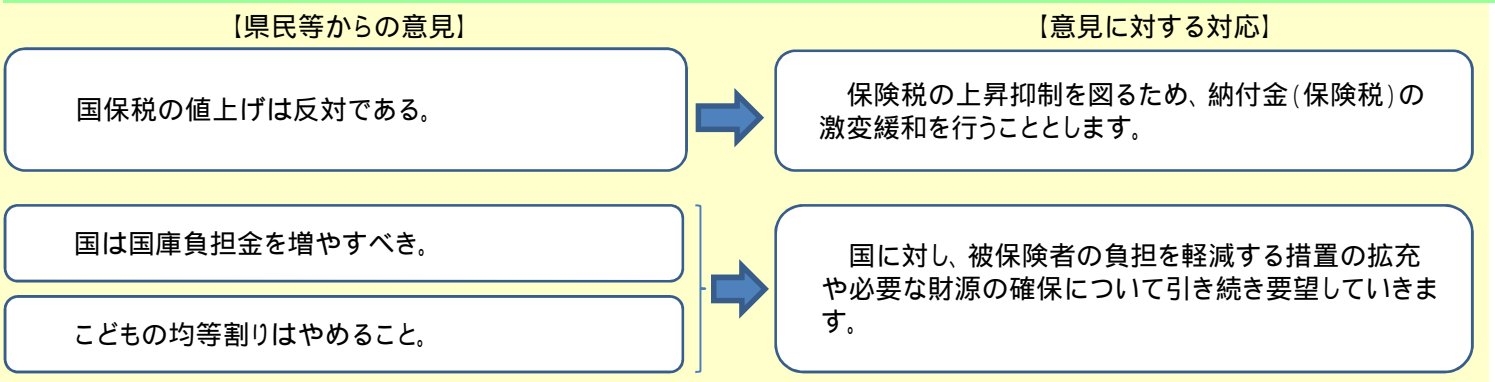 【県民等からの意見】
【意見に対する対応】
国保税の値上げは反対である。
保険税の上昇抑制を図るため、納付金(保険税)の
激変緩和を行うこととします。
国は国庫負担金を増やすべき。
こどもの均等割りはやめること。
国に対し、被保険者の負担を軽減する措置の拡充
や必要な財源の確保について引き続き要望していきま
す。